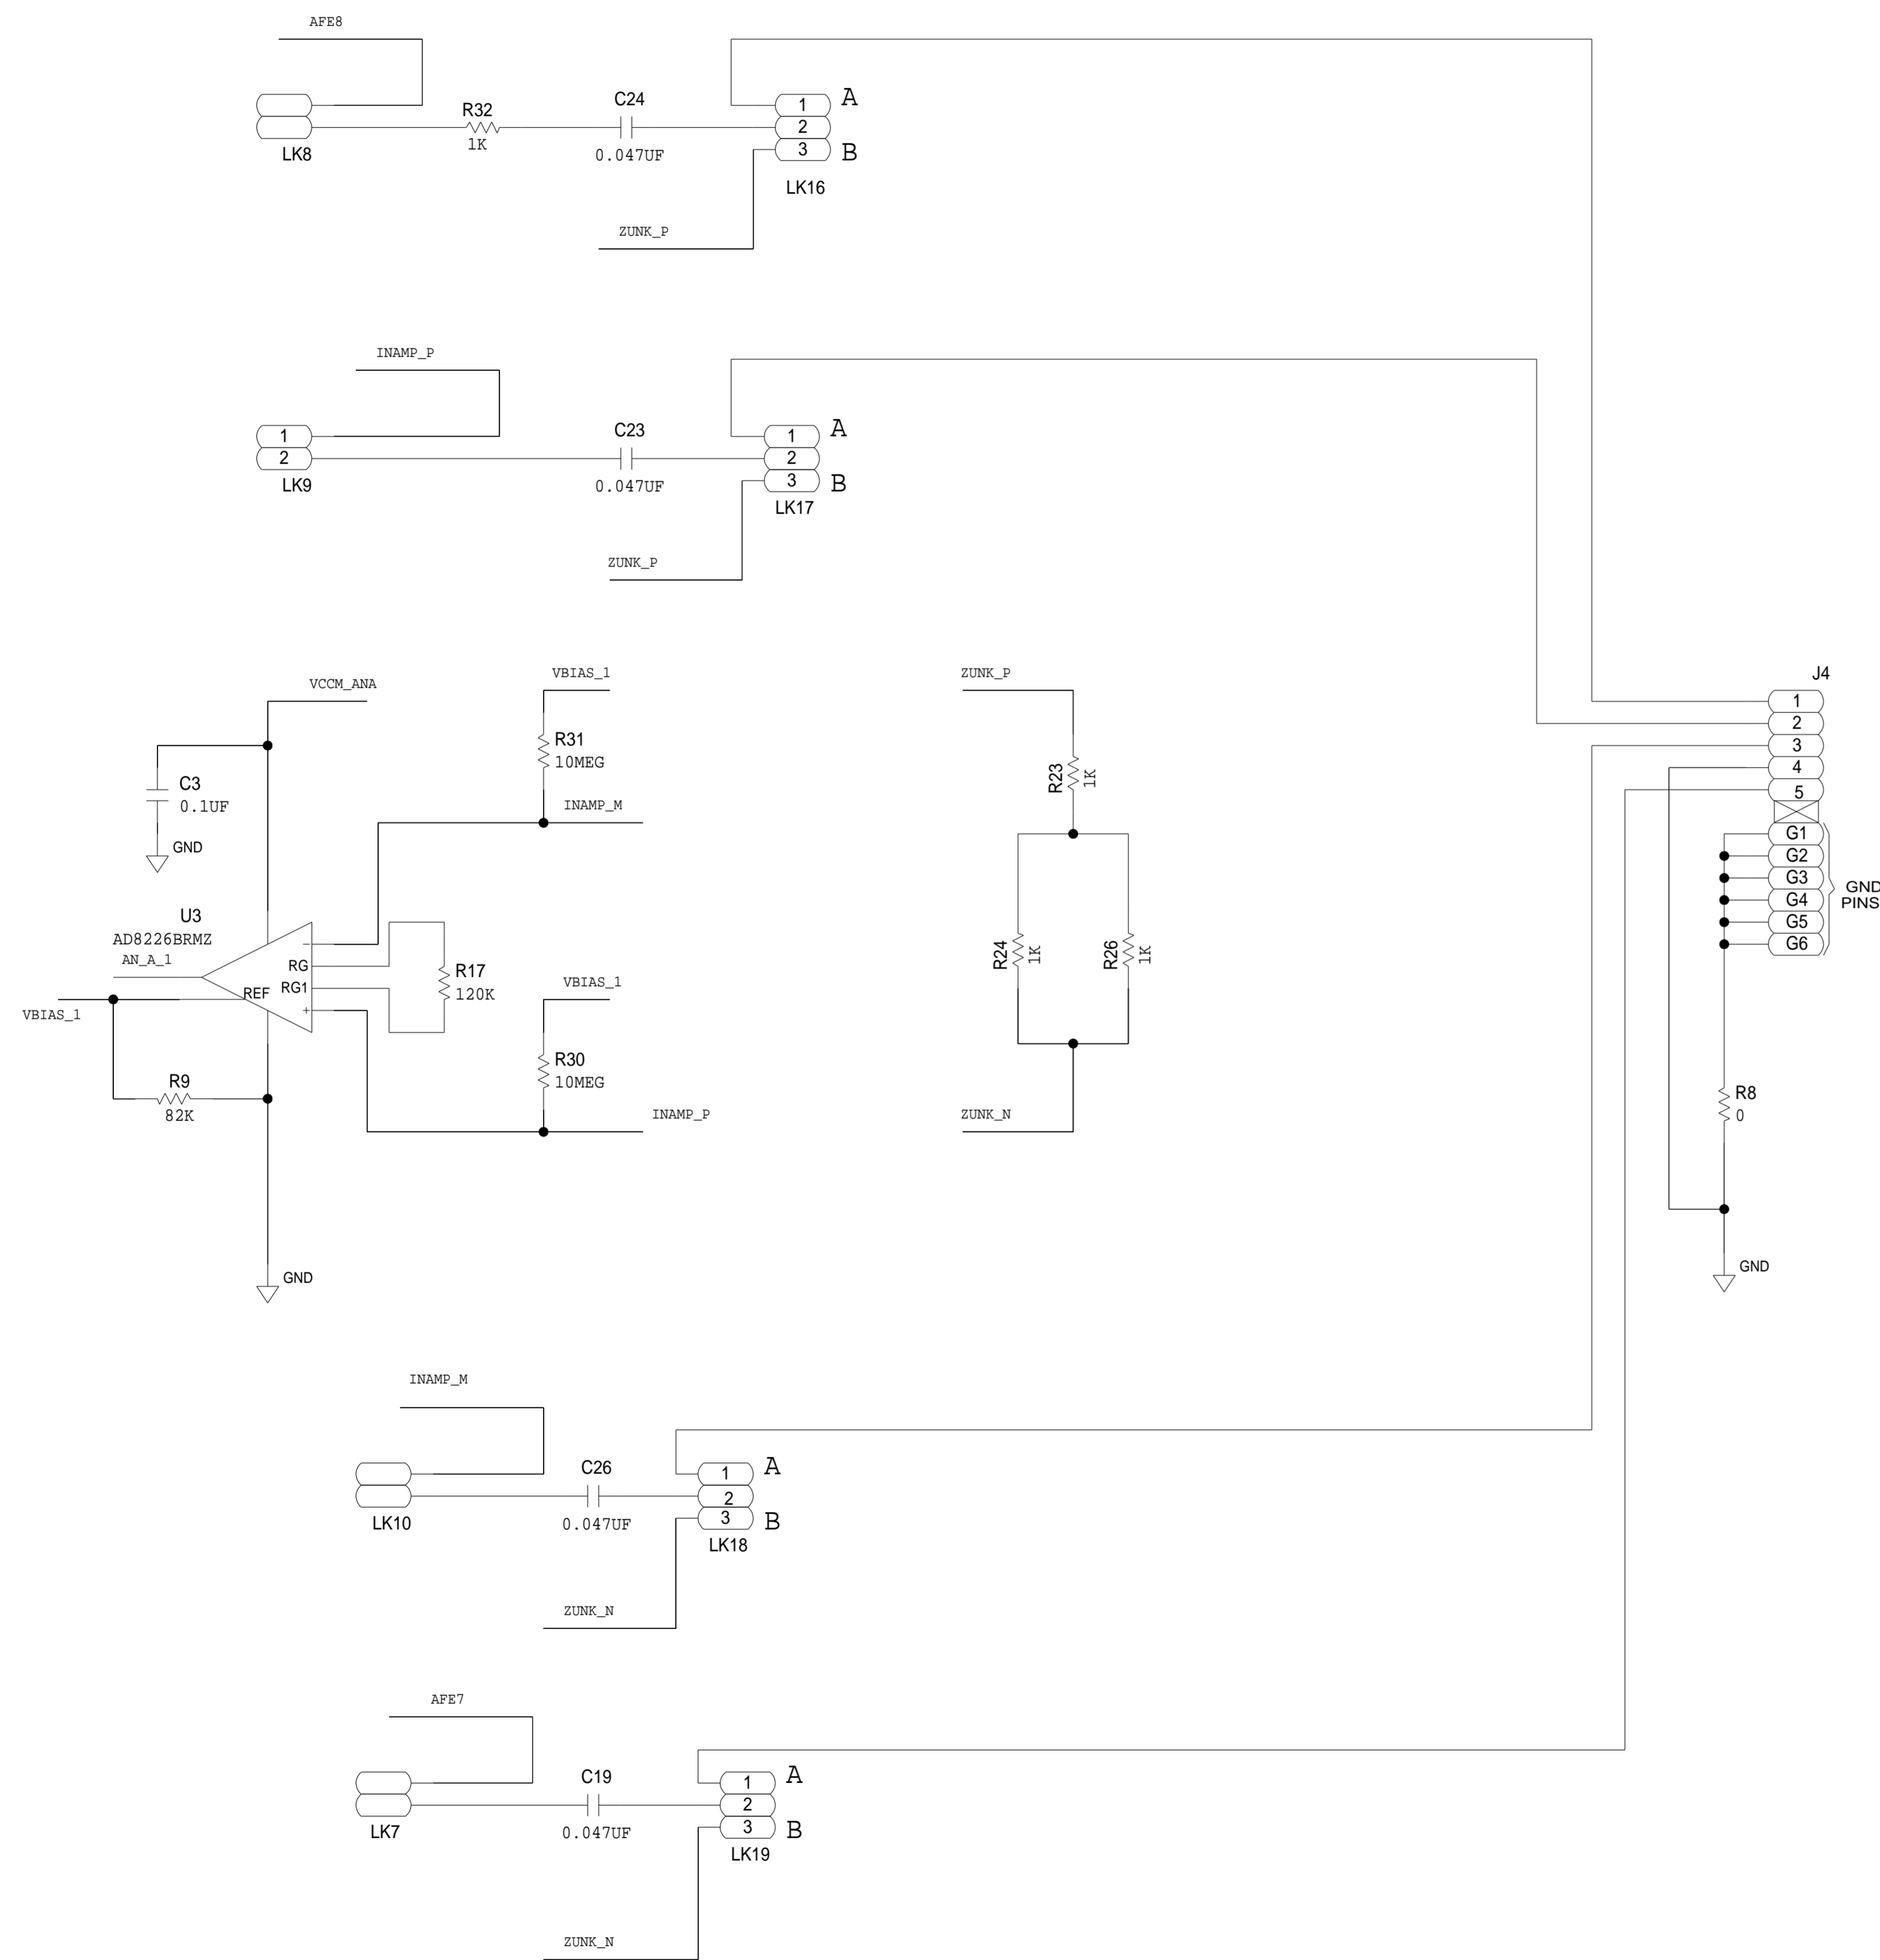 AFE8
R32
1K
C24
0.047UF
1
2
3
A
B
LK8
LK16
ZUNK_P
INAMP_P
1
2
LK9
C23
0.047UF
1
2
3
A
B
LK17
ZUNK_P
VCCM_ANA
C3
0.1UF
GND
VBIAS_1
R31
10MEG
INAMP_M
U3
AD8226BRMZ
AN_A_1
VBIAS_1
REF
-
RG
RG1
+
R17
120K
R9
82K
GND
VBIAS_1
R30
10MEG
INAMP_P
ZUNK_P
R23
1K
R24
1K
R26
1K
ZUNK_N
J4
1
2
3
4
5
G1
G2
G3
G4
G5
G6
GND
PINS
R8
0
GND
INAMP_M
LK10
C26
0.047UF
1
2
3
A
B
LK18
ZUNK_N
AFE7
LK7
C19
0.047UF
1
2
3
A
B
LK19
ZUNK_N